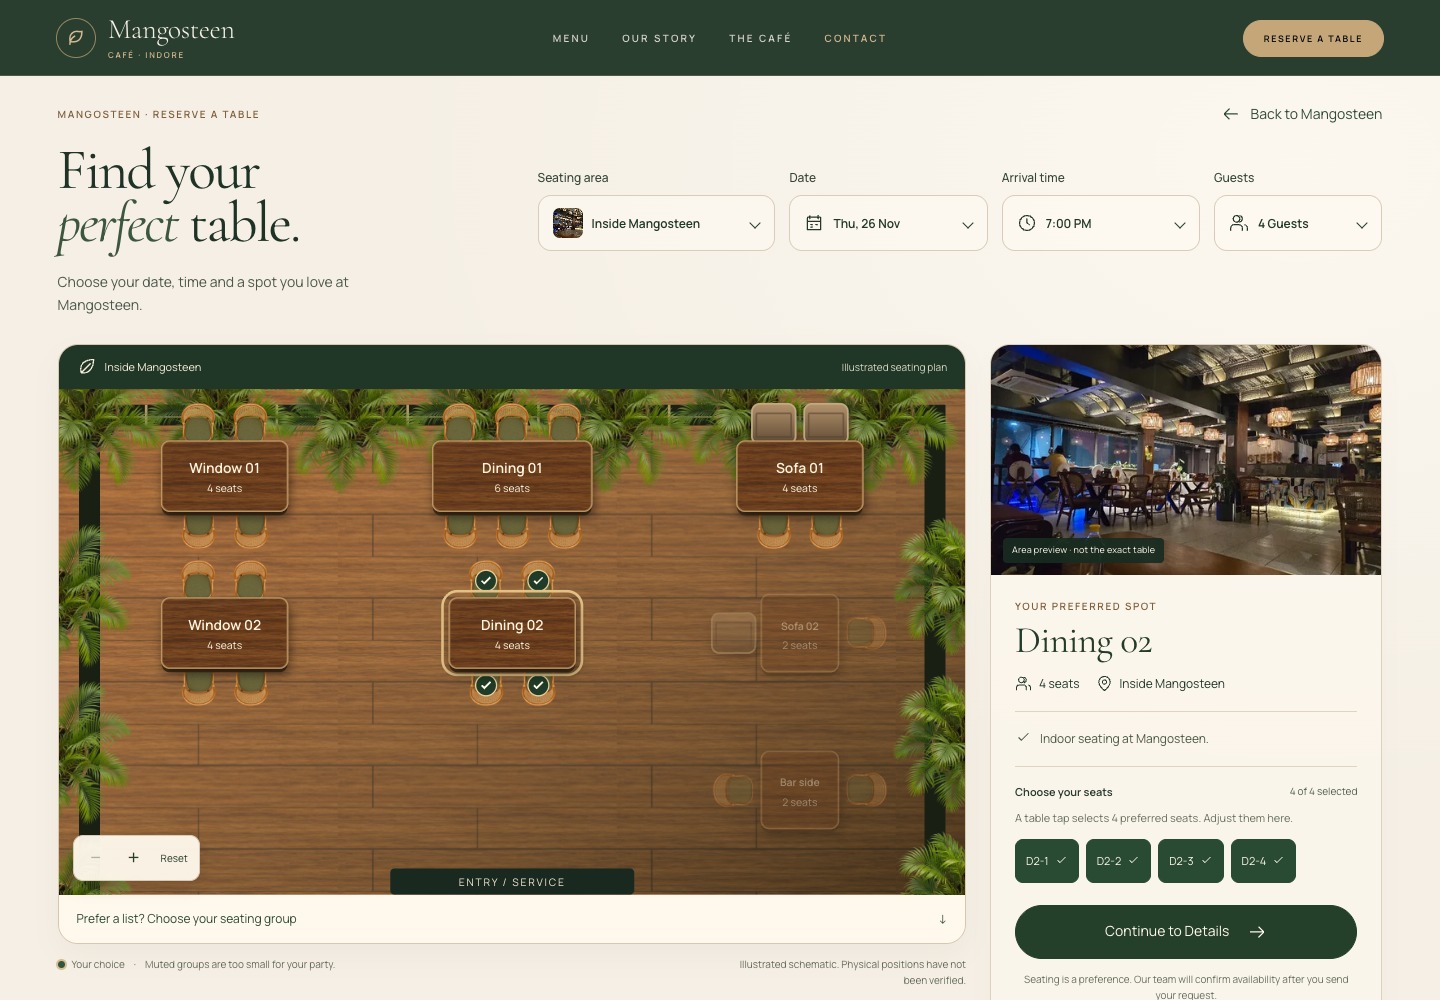 Mangosteen
CAFÉ · INDORE
MENU
OUR STORY
THE CAFÉ
CONTACT
RESERVE A TABLE
MANGOSTEEN · RESERVE A TABLE
Back to Mangosteen
Find your
perfect table.
Choose your date, time and a spot you love at
Mangosteen.
Seating area
Inside Mangosteen
Date
Thu, 26 Nov
Arrival time
7:00 PM
Guests
4 Guests
Inside Mangosteen
Illustrated seating plan
Window 01
4 seats
Dining 01
6 seats
Sofa 01
4 seats
Window 02
4 seats
Dining 02
4 seats
Sofa 02
2 seats
Bar side
2 seats
Reset
ENTRY / SERVICE
Prefer a list? Choose your seating group
Your choice · Muted groups are too small for your party.
Illustrated schematic. Physical positions have not
been verified.
Area preview · not the exact table
YOUR PREFERRED SPOT
Dining 02
4 seats
Inside Mangosteen
Indoor seating at Mangosteen.
Choose your seats
4 of 4 selected
A table tap selects 4 preferred seats. Adjust them here.
D2-1
D2-2
D2-3
D2-4
Continue to Details
Seating is a preference. Our team will confirm availability after you send
your request.